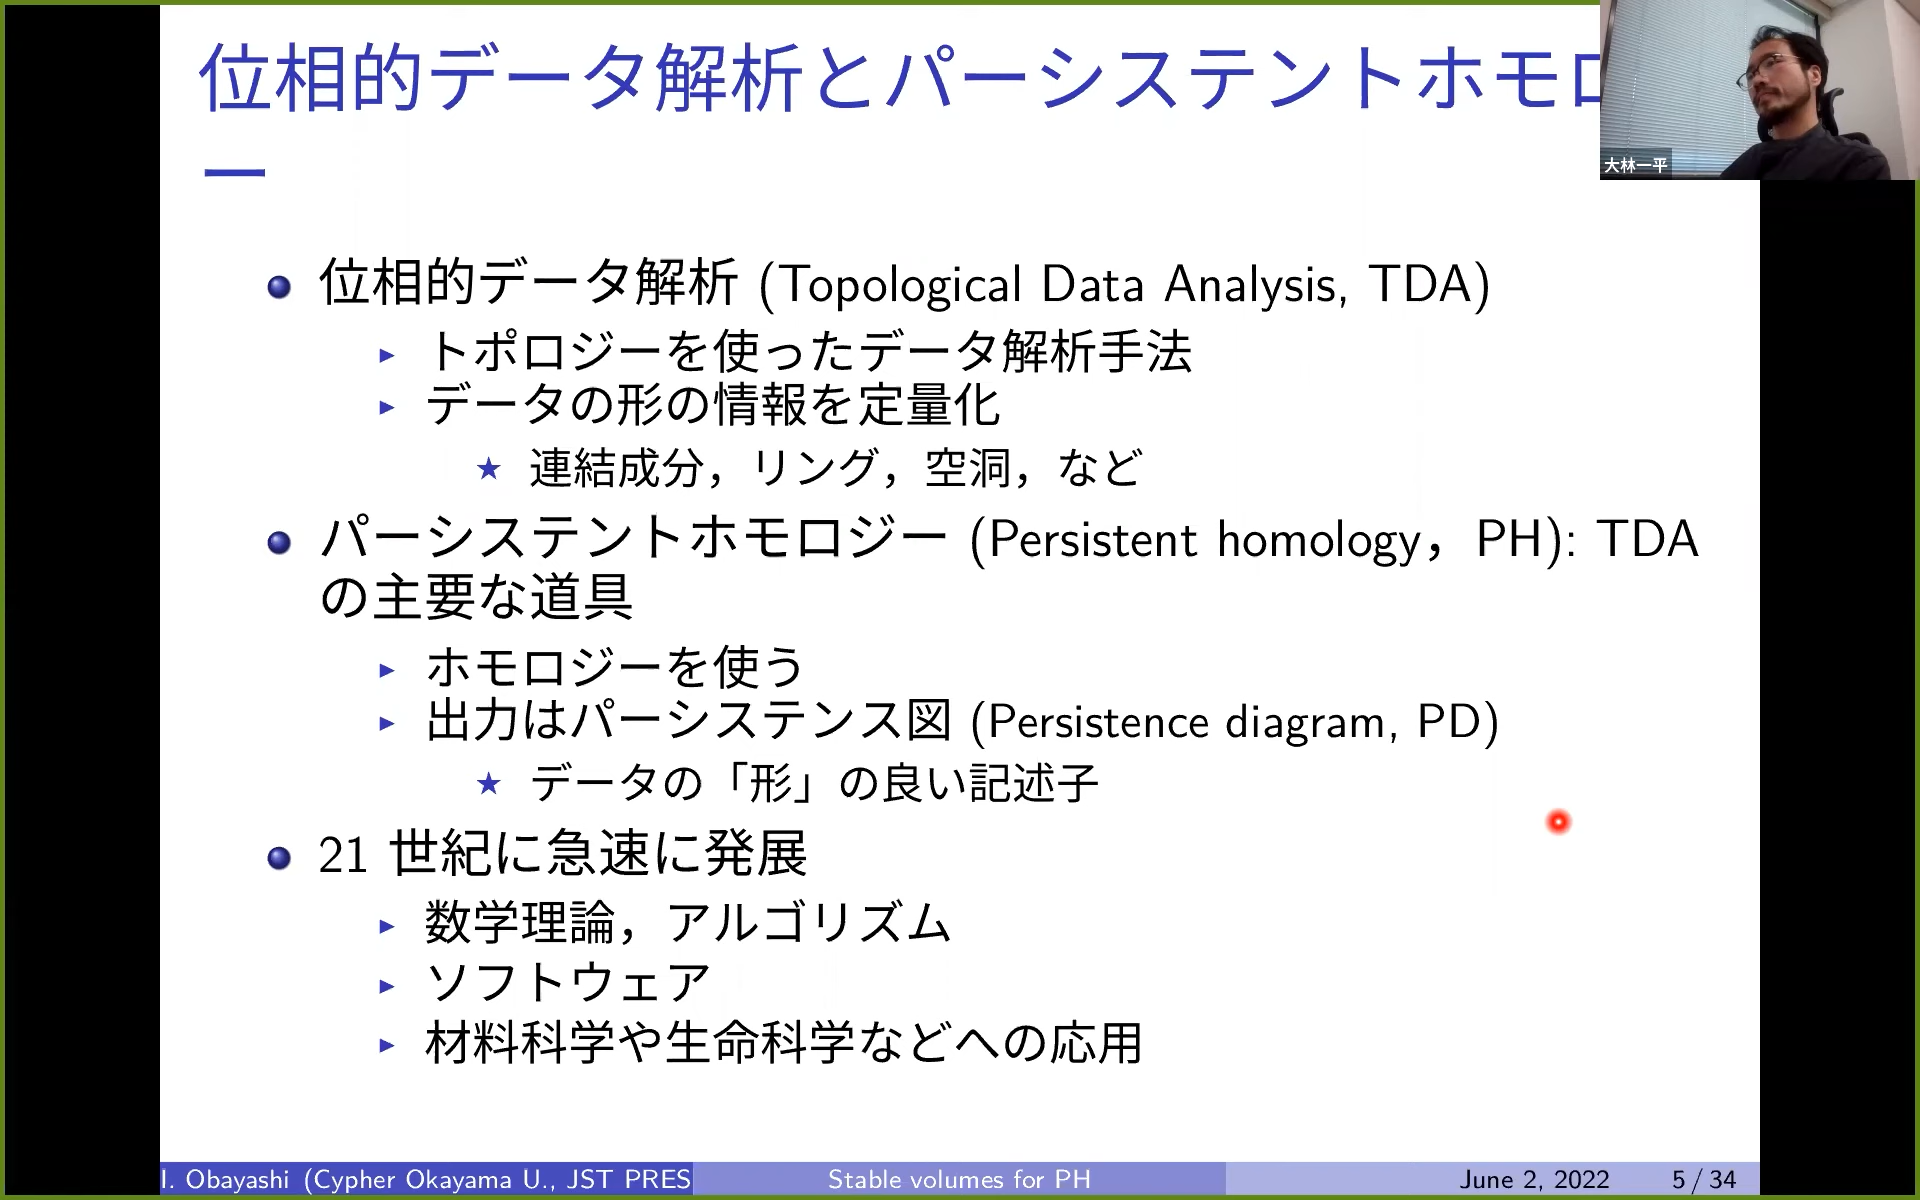 位相的データ解析とパーシステントホモロ
ー
大林一平
位相的データ解析 (Topological Data Analysis, TDA)
トポロジーを使ったデータ解析手法
データの形の情報を定量化
連結成分，リング，空洞，など
パーシステントホモロジー (Persistent homology，PH): TDA
の主要な道具
ホモロジーを使う
出力はパーシステンス図 (Persistence diagram, PD)
データの「形」の良い記述子
21 世紀に急速に発展
数学理論，アルゴリズム
ソフトウェア
材料科学や生命科学などへの応用
I. Obayashi (Cypher Okayama U., JST PRES
Stable volumes for PH
June 2, 2022
5 / 34